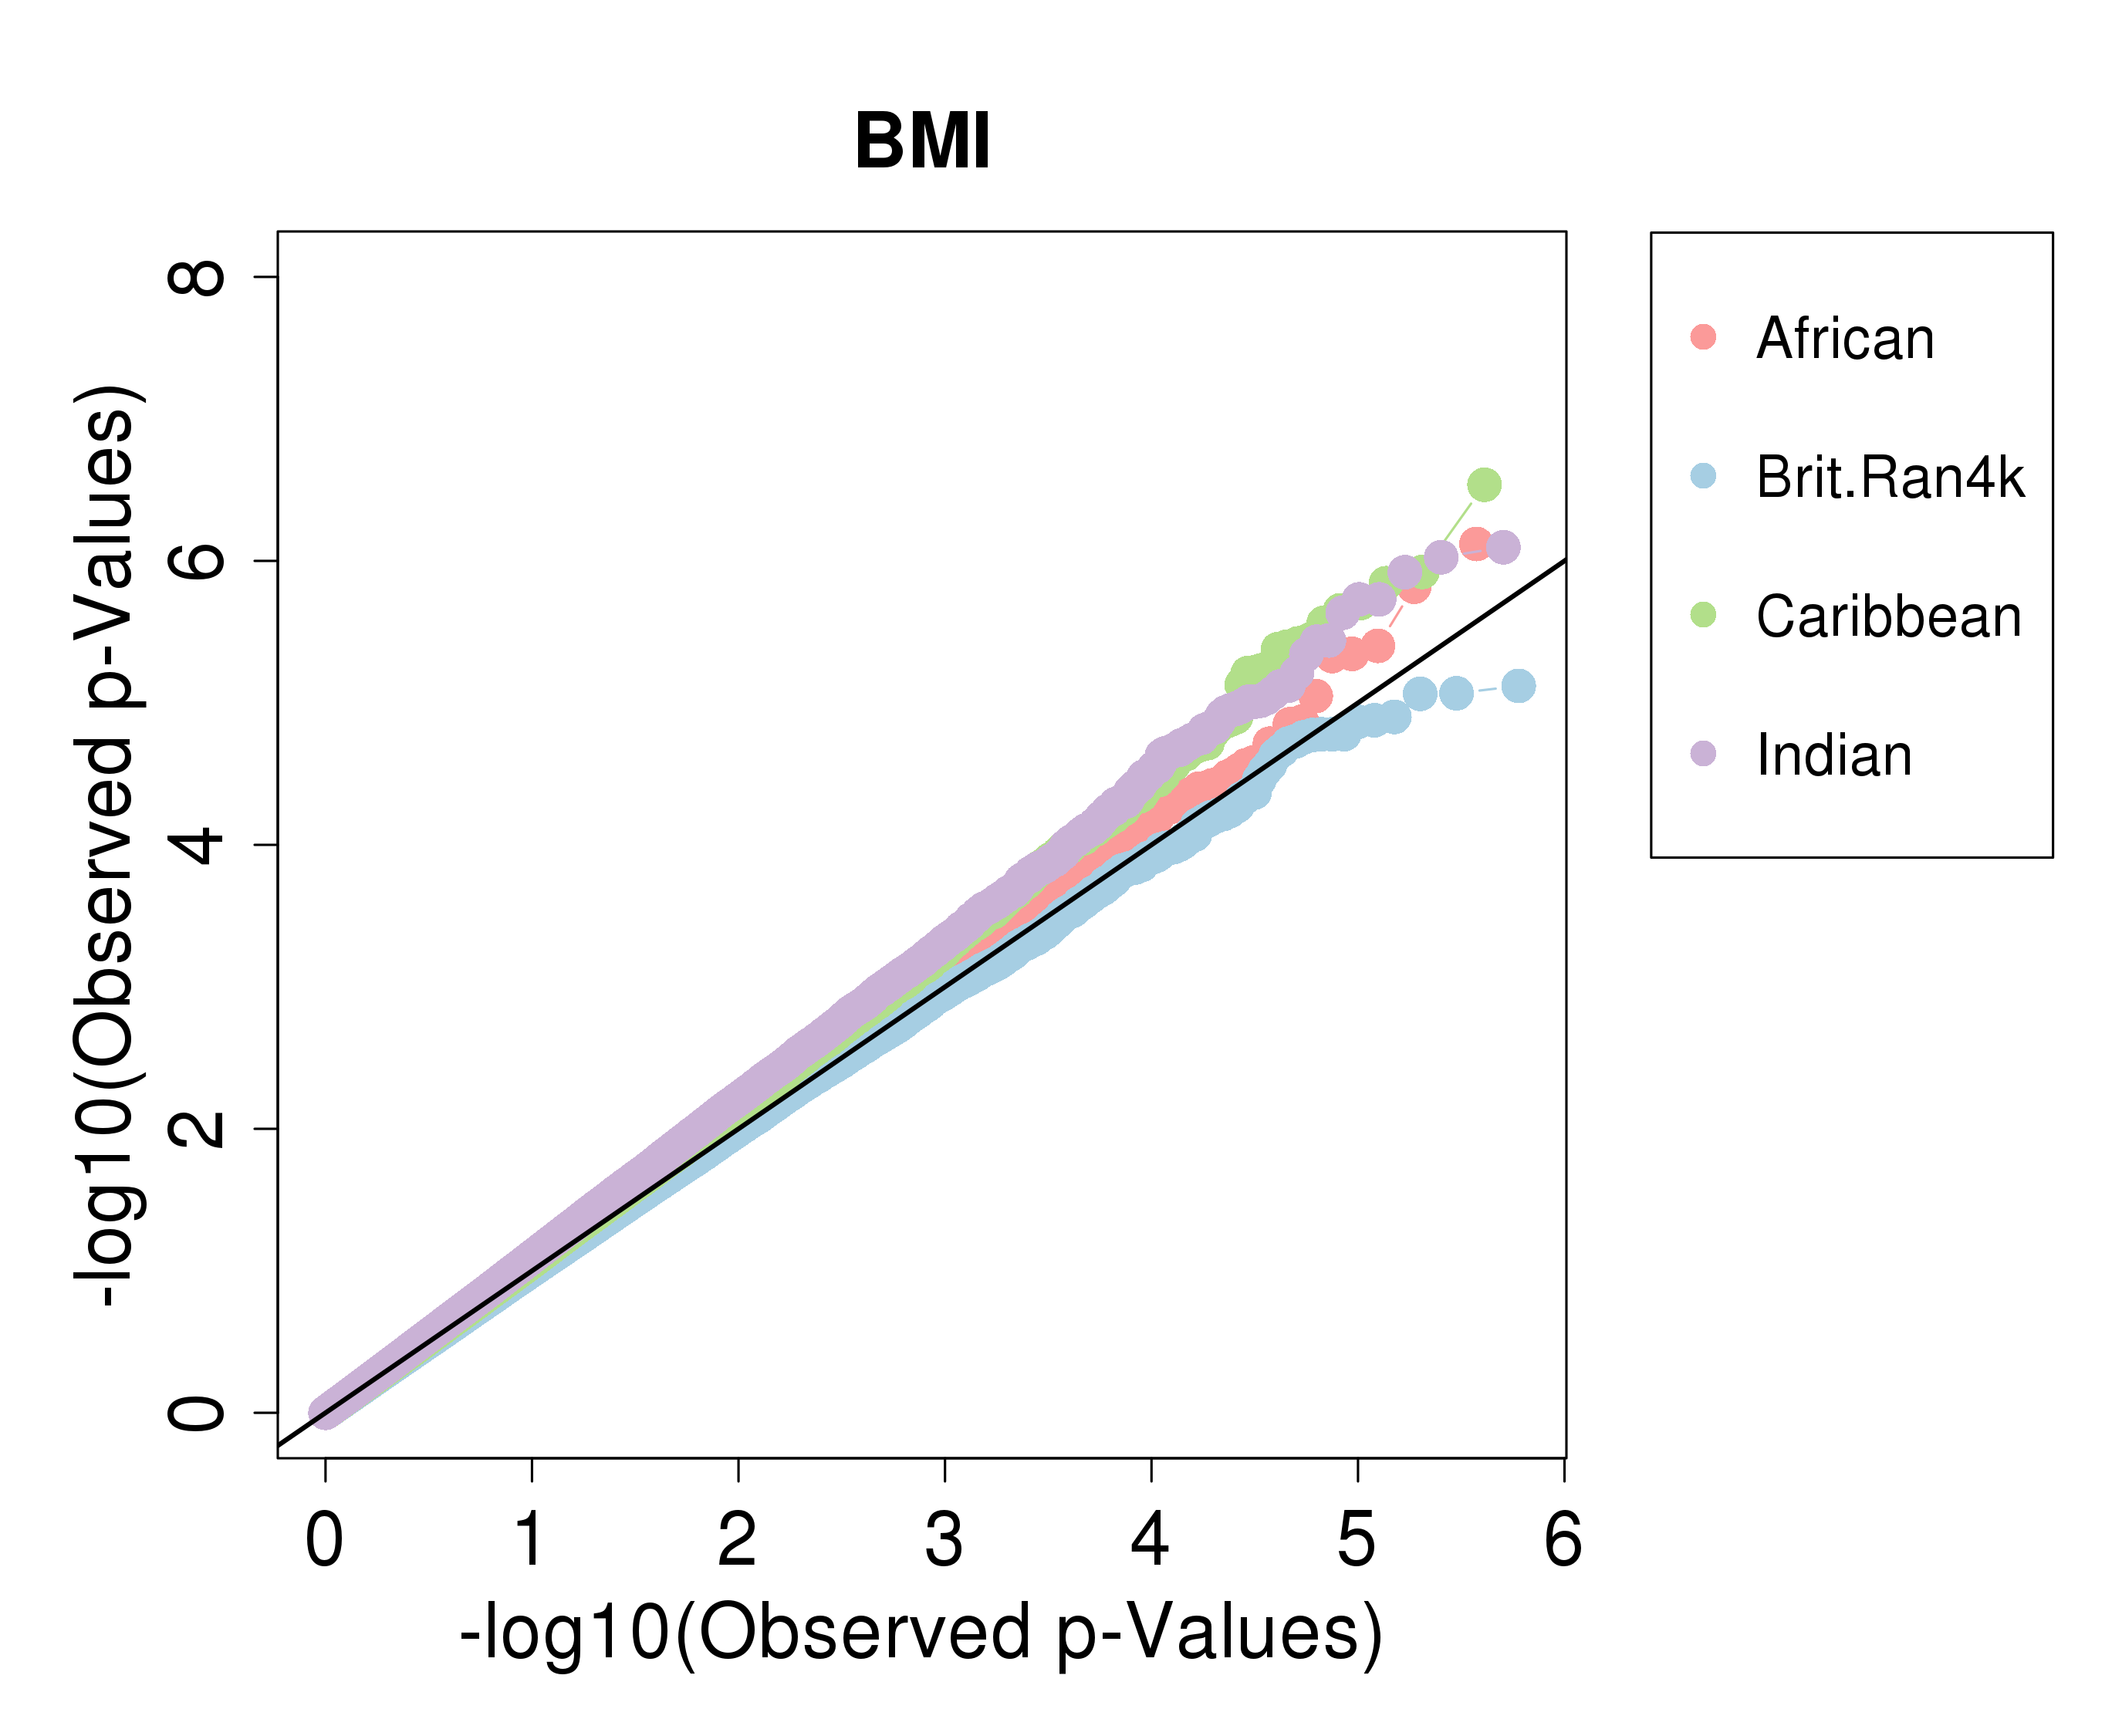 BMI
-log10(Observed p-Values)
8
6
4
2
0
0 1 2 3 4 5 6
-log10(Observed p-Values)
African
Brit.Ran4k
Caribbean
Indian